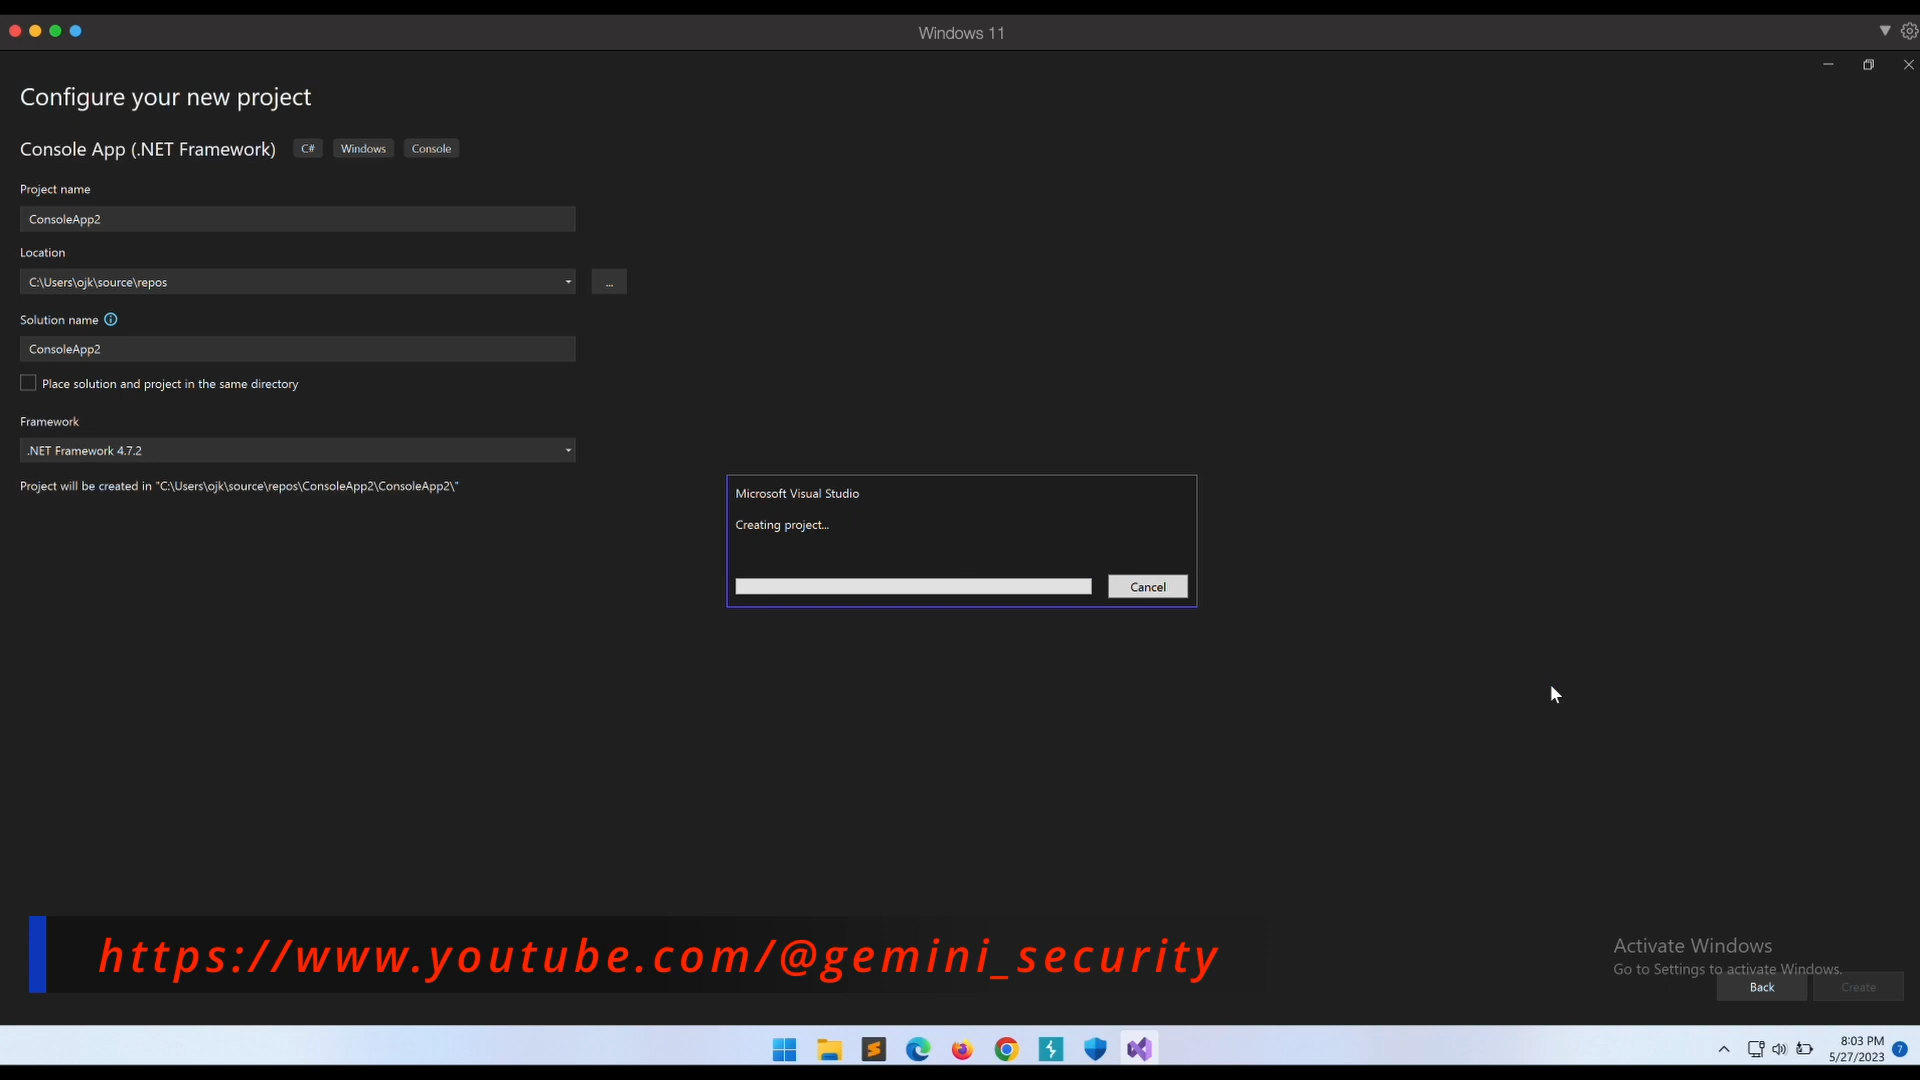 Windows 11
Configure your new project
Console App (.NET Framework) C# Windows Console
Project name
ConsoleApp2
Location
C:\Users\ojk\source\repos
...
Solution name
ConsoleApp2
Place solution and project in the same directory
Framework
.NET Framework 4.7.2
Project will be created in "C:\Users\ojk\source\repos\ConsoleApp2\ConsoleApp2\"
Microsoft Visual Studio
Creating project...
Cancel
https://www.youtube.com/@gemini_security
Activate Windows
Go to Settings to activate Windows.
Back Create
8:03 PM
5/27/2023
7